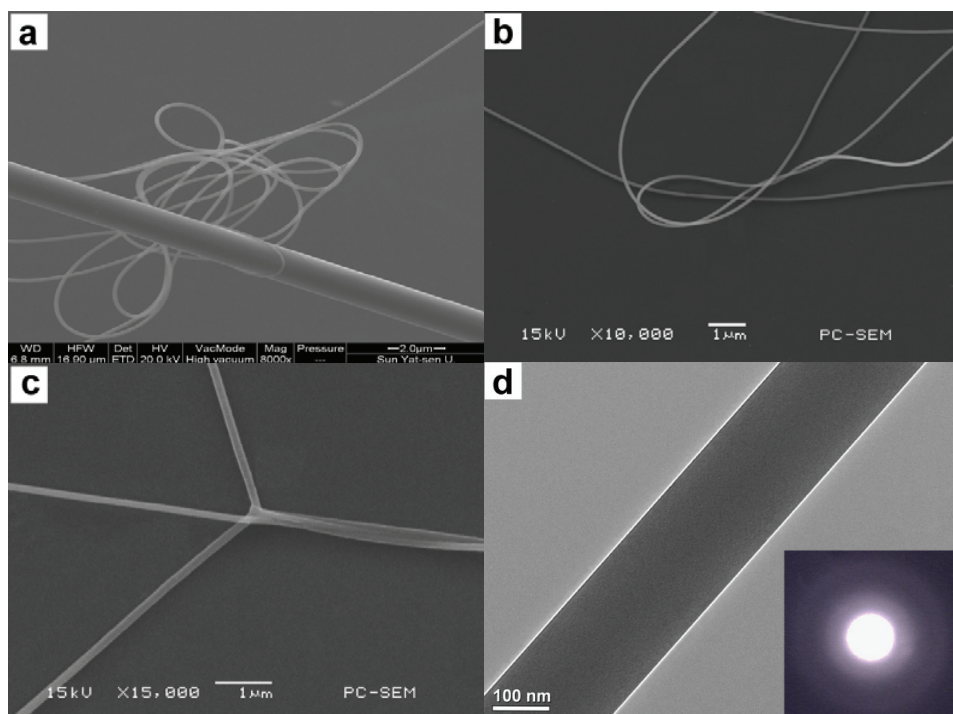 a
b
WD HFW Det HV VacMode Mag Pressure 2.0µm
6.8 mm 16.90 µm ETD 20.0 kV High vacuum 8000x --- Sun Yat-sen U.
15kV X10,000 1µm PC-SEM
c
d
15kV X15,000 1µm PC-SEM
100 nm